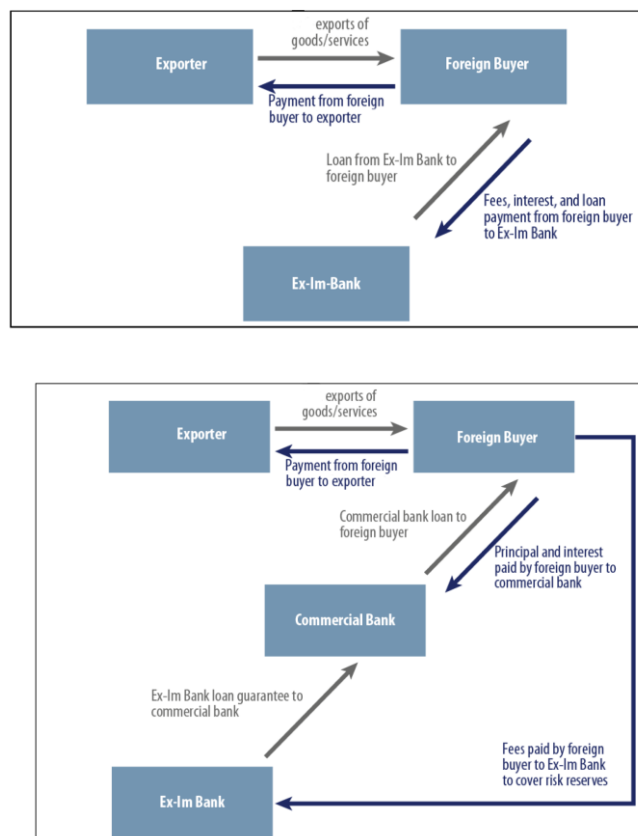 exports of
goods/services
Exporter
Foreign Buyer
Payment from foreign
buyer to exporter
Loan from Ex-Im Bank to
foreign buyer
Fees, interest, and loan
payment from foreign buyer
to Ex-Im Bank
Ex-Im-Bank
exports of
goods/services
Exporter
Foreign Buyer
Payment from foreign
buyer to exporter
Commercial bank loan to
foreign buyer
Principal and interest
paid by foreign buyer to
commercial bank
Commercial Bank
Ex-Im Bank loan guarantee to
commercial bank
Fees paid by foreign
buyer to Ex-Im Bank
to cover risk reserves
Ex-Im Bank